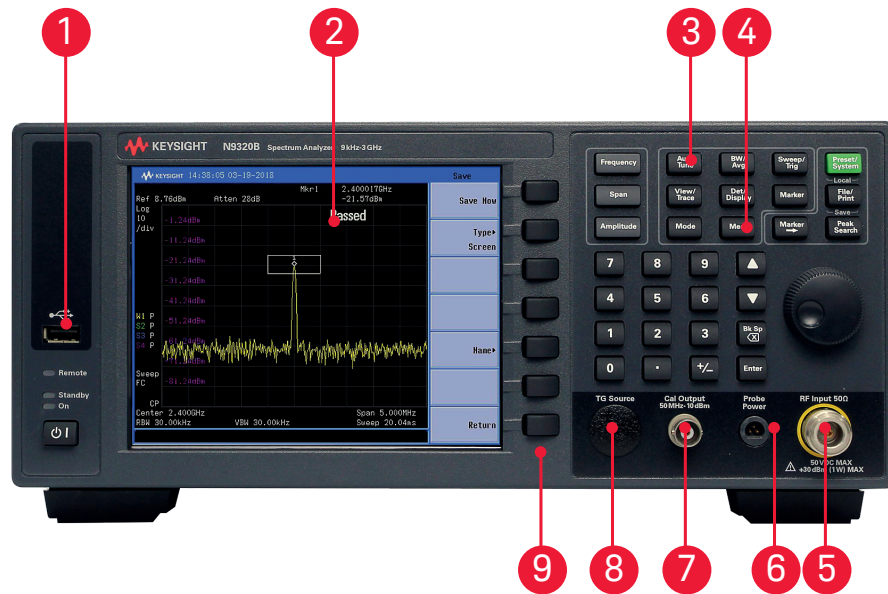 1
2
3
4
KEYSIGHT N9320B Spectrum Analyzer 9 kHz-3 GHz
KEYSIGHT 14:38:05 03-19-2018
Save
Mkr1 2.400017GHz
Ref 8.76dBm Atten 28dB -21.57dBm
Log
10
/div
Passed
-1.24dBm
-11.24dBm
-21.24dBm
1
-31.24dBm
-41.24dBm
-51.24dBm
-81.24dBm
W1 P
S2 P
S3 P
S4 P
Sweep
FC
CP
Center 2.400GHz Span 5.000MHz
RBW 30.00kHz VBW 30.00kHz Sweep 20.04ms
Save Now
Type
Screen
Name
Return
Remote
Standby
On
Frequency
Span
Amplitude
Auto
Tune
BW/
Avg
Sweep/
Trig
Preset/
System
Local
View/
Trace
Det/
Display
Marker
File/
Print
Save
Mode
Marker
Peak
Search
7 8 9
4 5 6
1 2 3 Bk Sp
0 . +/− Enter
TG Source
Cal Output
50 MHz-10 dBm
Probe
Power
RF Input 50Ω
50 VDC MAX
+30 dBm (1 W) MAX
9
8
7
6
5